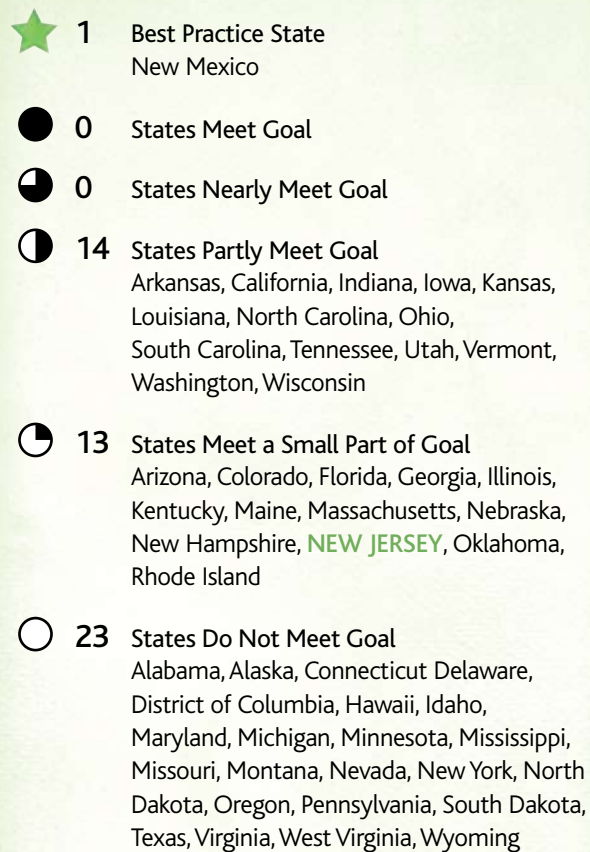 1 Best Practice State
New Mexico
0 States Meet Goal
0 States Nearly Meet Goal
14 States Partly Meet Goal
Arkansas, California, Indiana, Iowa, Kansas,
Louisiana, North Carolina, Ohio,
South Carolina, Tennessee, Utah, Vermont,
Washington, Wisconsin
13 States Meet a Small Part of Goal
Arizona, Colorado, Florida, Georgia, Illinois,
Kentucky, Maine, Massachusetts, Nebraska,
New Hampshire, NEW JERSEY, Oklahoma,
Rhode Island
23 States Do Not Meet Goal
Alabama, Alaska, Connecticut Delaware,
District of Columbia, Hawaii, Idaho,
Maryland, Michigan, Minnesota, Mississippi,
Missouri, Montana, Nevada, New York, North
Dakota, Oregon, Pennsylvania, South Dakota,
Texas, Virginia, West Virginia, Wyoming